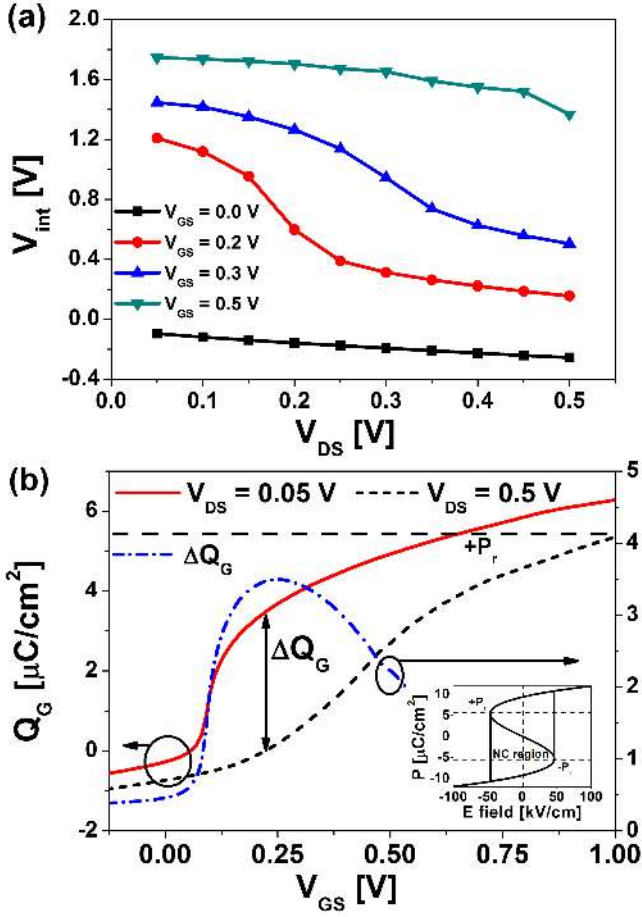 (a)
2.0
1.6
1.2
0.8
0.4
0.0
-0.4
V_int [V]
V_GS = 0.0 V
V_GS = 0.2 V
V_GS = 0.3 V
V_GS = 0.5 V
0.0 0.1 0.2 0.3 0.4 0.5
V_DS [V]
(b)
V_DS = 0.05 V V_DS = 0.5 V
+P_r
ΔQ_G
ΔQ_G
6
4
2
0
-2
Q_G [μC/cm²]
5
4
3
2
1
0
0.00 0.25 0.50 0.75 1.00
V_GS [V]
P [μC/cm²]
10
5
0
-5
-10
+P_r
NC region
-P_r
-100 -50 0 50 100
E field [kV/cm]